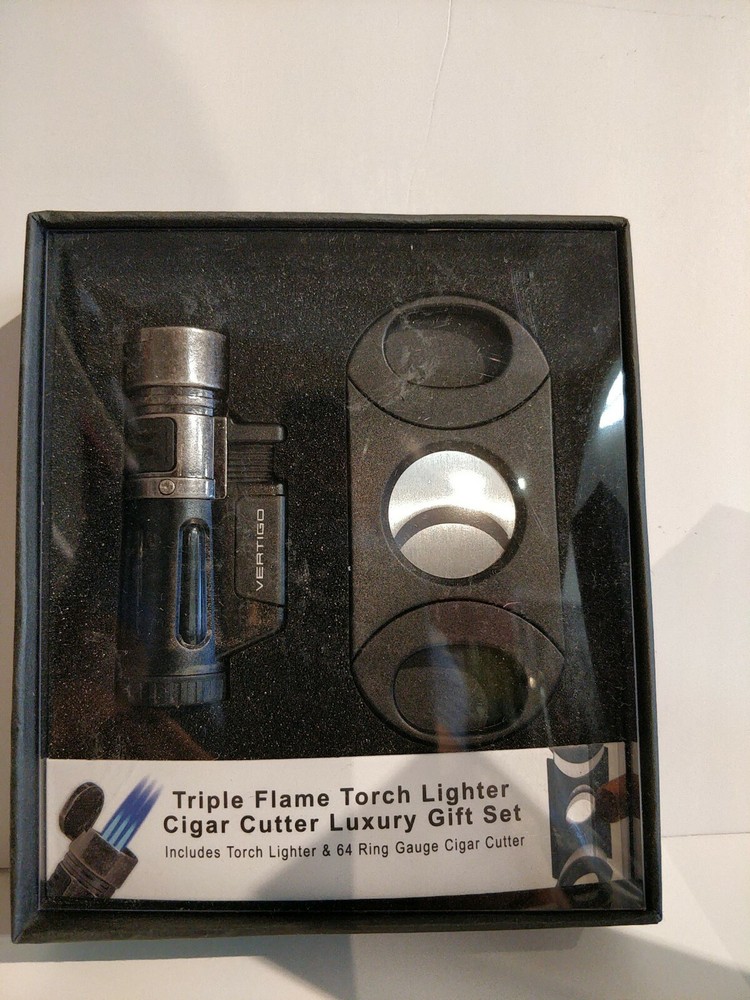 VERTIGO
Triple Flame Torch Lighter
Cigar Cutter Luxury Gift Set
Includes Torch Lighter & 64 Ring Gauge Cigar Cutter